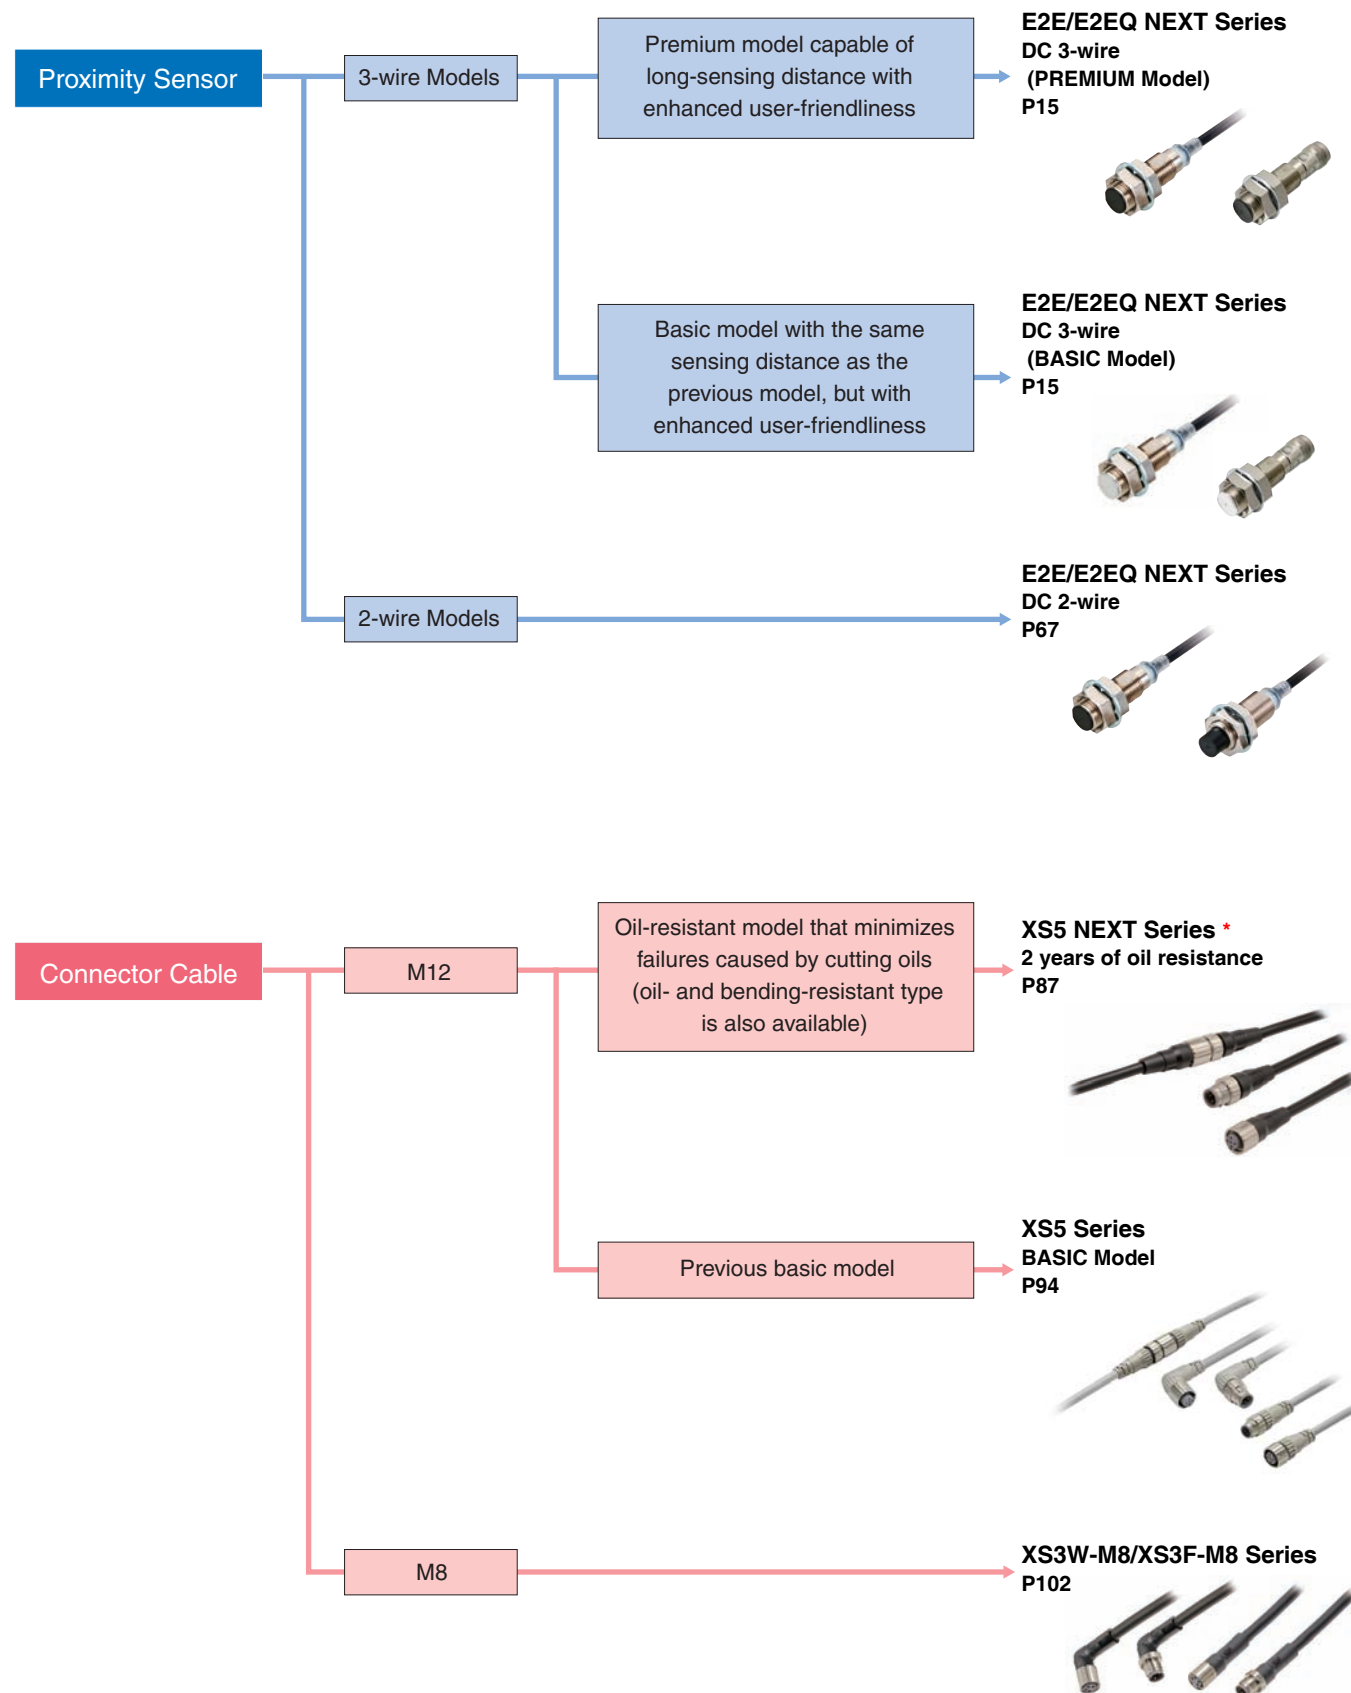 Proximity Sensor
3-wire Models
Premium model capable of
long-sensing distance with
enhanced user-friendliness
E2E/E2EQ NEXT Series
DC 3-wire
(PREMIUM Model)
P15
Basic model with the same
sensing distance as the
previous model, but with
enhanced user-friendliness
E2E/E2EQ NEXT Series
DC 3-wire
(BASIC Model)
P15
2-wire Models
E2E/E2EQ NEXT Series
DC 2-wire
P67
Connector Cable
M12
Oil-resistant model that minimizes
failures caused by cutting oils
(oil- and bending-resistant type
is also available)
XS5 NEXT Series *
2 years of oil resistance
P87
Previous basic model
XS5 Series
BASIC Model
P94
M8
XS3W-M8/XS3F-M8 Series
P102